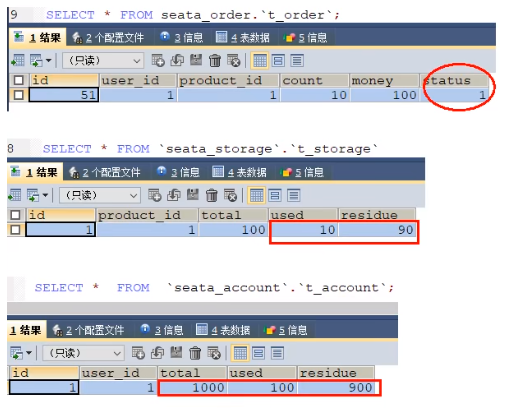 9 SELECT * FROM seata_order.`t_order`;
1 结果 2 个配置文件 3 信息 4 表数据 5 信息
(只读)
id user_id product_id count money status
51 1 1 10 100 1
8 SELECT * FROM `seata_storage`.`t_storage`
1 结果 2 个配置文件 3 信息 4 表数据 5 信息
(只读)
id product_id total used residue
1 1 100 10 90
SELECT * FROM `seata_account`.`t_account`;
1 结果 2 个配置文件 3 信息 4 表数据 5 信息
(只读)
id user_id total used residue
1 1 1000 100 900